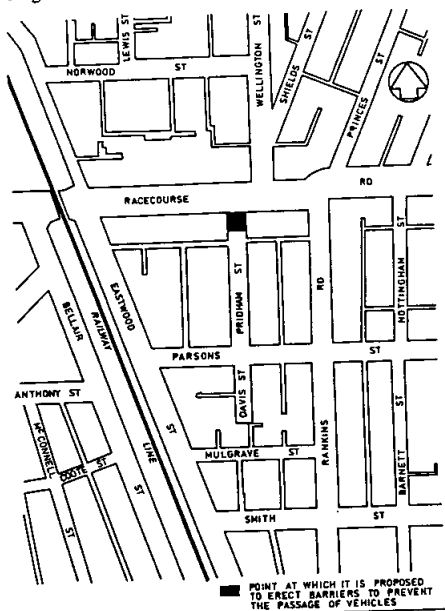 LEWIS ST
NORWOOD ST
WELLINGTON
SHIELDS ST
PRINCES ST
RACECOURSE RD
EASTWOOD ST
PRIDHAM ST
RD
NOTTINGHAM ST
BELLAIR
RAILWAY
PARSONS ST
ANTHONY ST
DAVIS ST
MCCONNELL
COOTE ST
ST
ST
LINE
MULGRAVE ST
RANKINS
BARNETT ST
SMITH ST
POINT AT WHICH IT IS PROPOSED
TO ERECT BARRIERS TO PREVENT
THE PASSAGE OF VEHICLES